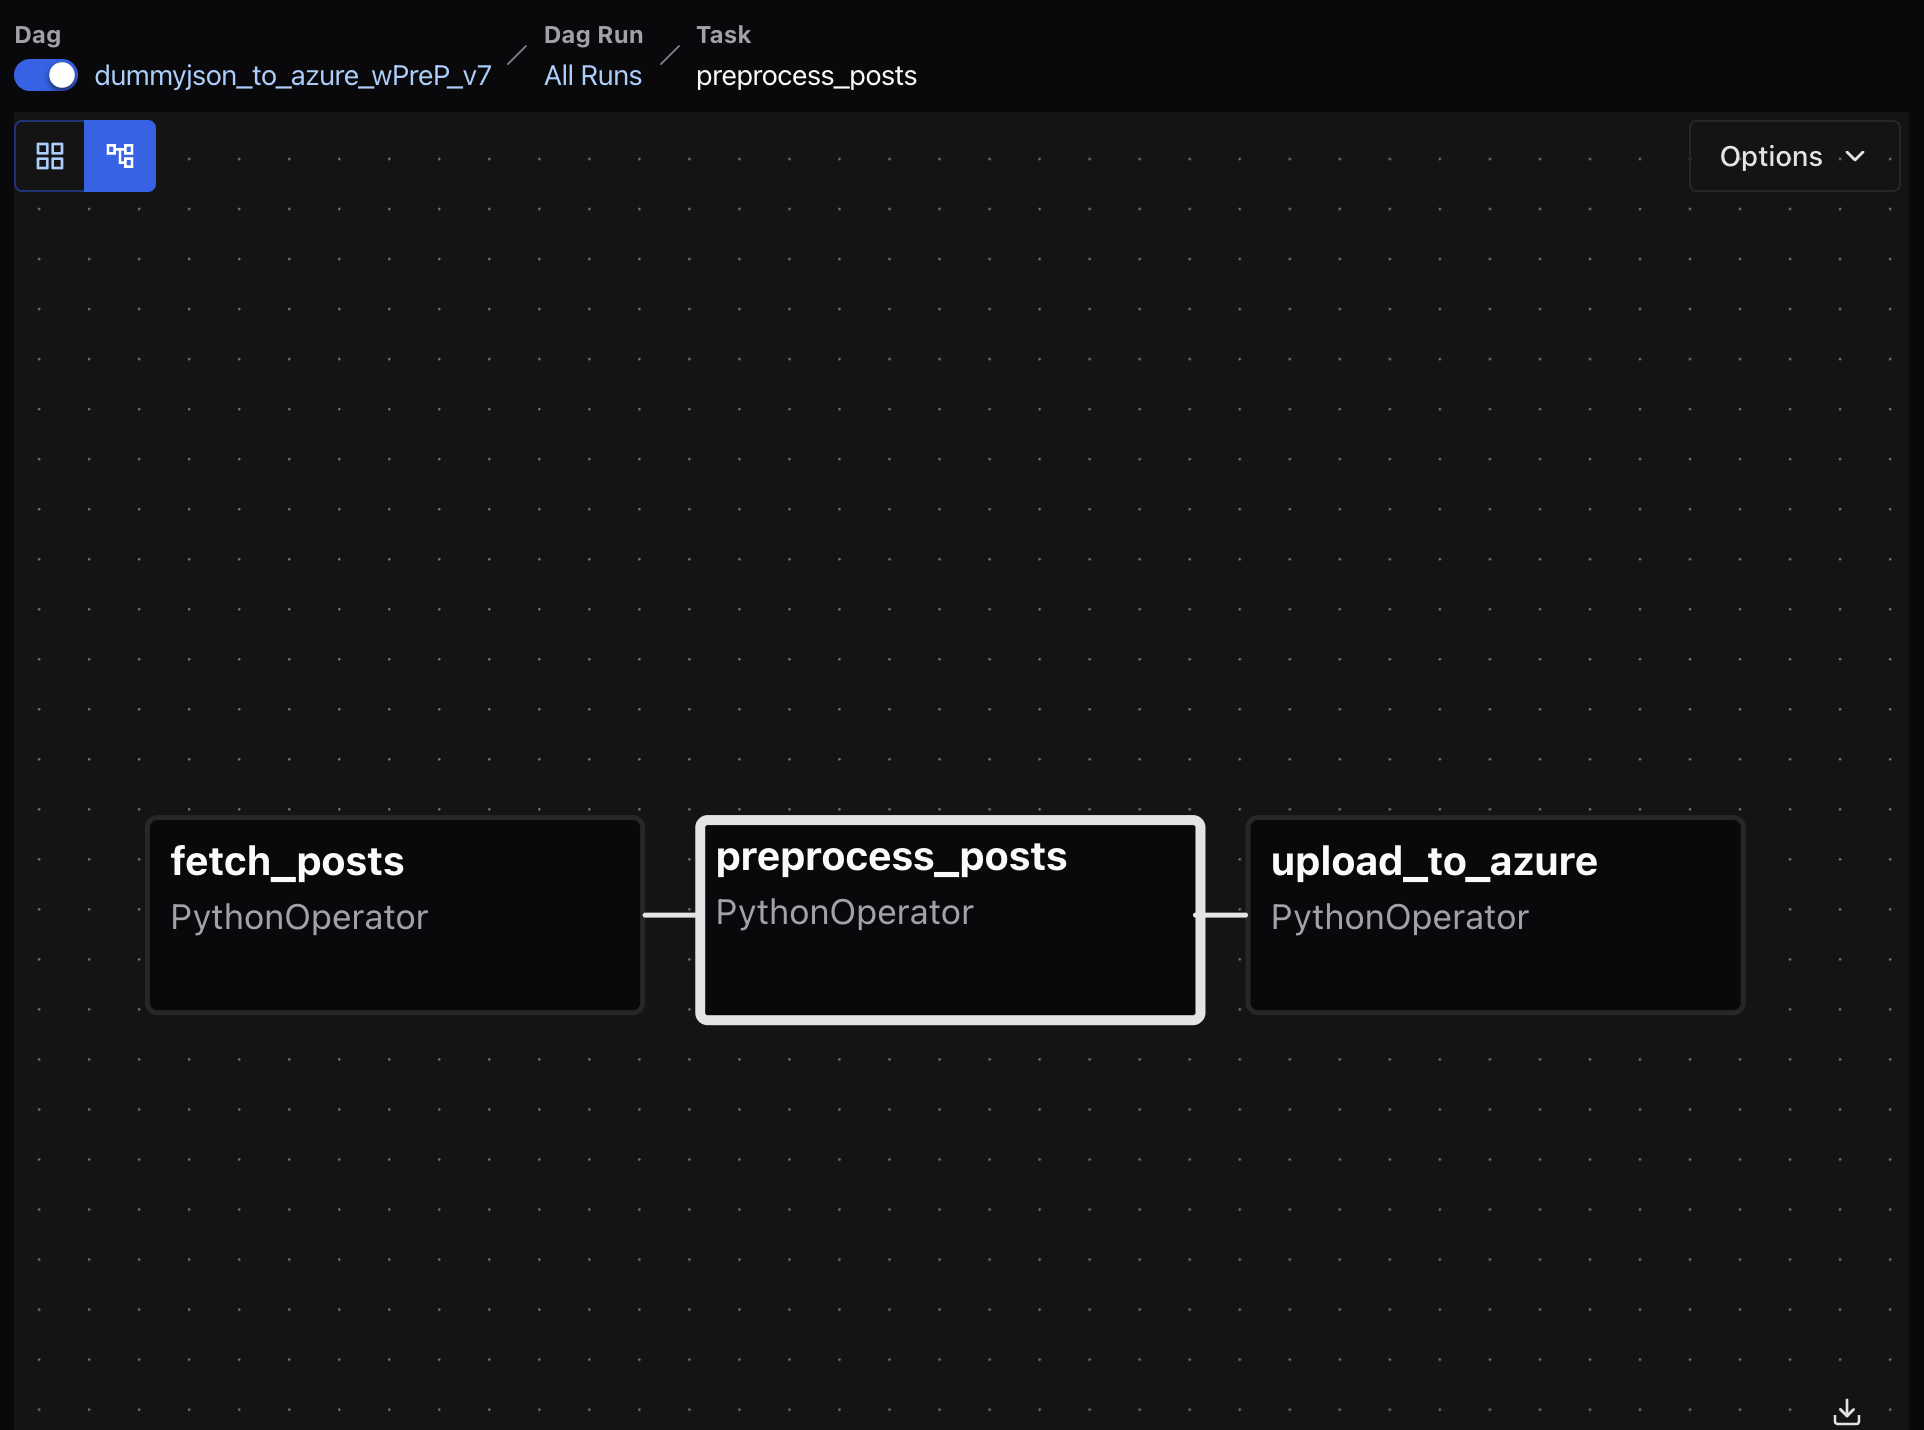 Dag
dummyjson_to_azure_wPreP_v7
Dag Run
All Runs
Task
preprocess_posts
Options
fetch_posts
PythonOperator
preprocess_posts
PythonOperator
upload_to_azure
PythonOperator